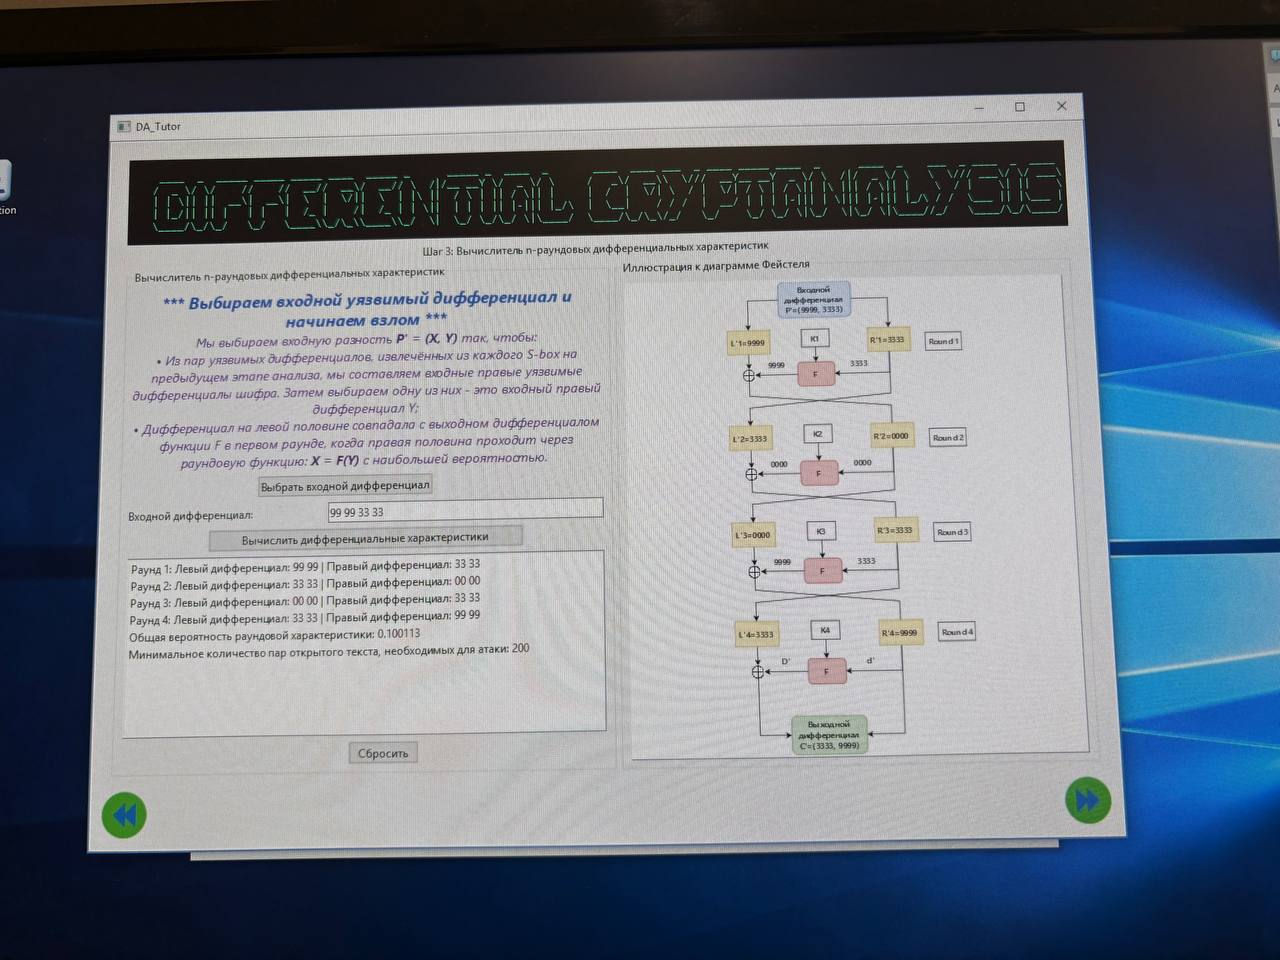 DA_Tutor
DIFFERENTIAL CRYPTANALYSIS
Шаг 3: Вычислитель n-раундовых дифференциальных характеристик
Вычислитель n-раундовых дифференциальных характеристик
*** Выбираем входной уязвимый дифференциал и
начинаем взлом ***
Мы выбираем входную разность P' = (X, Y) так, чтобы:
• Из пар уязвимых дифференциалов, извлечённых из каждого S-box на
предыдущем этапе анализа, мы составляем входные правые уязвимые
дифференциалы шифра. Затем выбираем одну из них - это входный правый
дифференциал Y;
• Дифференциал на левой половине совпадала с выходном дифференциалом
функции F в первом раунде, когда правая половина проходит через
раундовую функцию: X = F(Y) с наибольшей вероятностью.
Выбрать входной дифференциал
Входной дифференциал:
99 99 33 33
Вычислить дифференциальные характеристики
Раунд 1: Левый дифференциал: 99 99 | Правый дифференциал: 33 33
Раунд 2: Левый дифференциал: 33 33 | Правый дифференциал: 00 00
Раунд 3: Левый дифференциал: 00 00 | Правый дифференциал: 33 33
Раунд 4: Левый дифференциал: 33 33 | Правый дифференциал: 99 99
Общая вероятность раундовой характеристики: 0.100113
Минимальное количество пар открытого текста, необходимых для атаки: 200
Сбросить
Иллюстрация к диаграмме Фейстеля
Входной
дифференциал
P'=(9999, 3333)
L'1=9999
K1
R'1=3333
Round1
9999
F
3333
L'2=3333
K2
R'2=0000
Round2
0000
F
0000
L'3=0000
K3
R'3=3333
Round3
9999
F
3333
L'4=3333
K4
R'4=9999
Round4
D'
F
d'
Выходной
дифференциал
C'=(3333, 9999)
tion